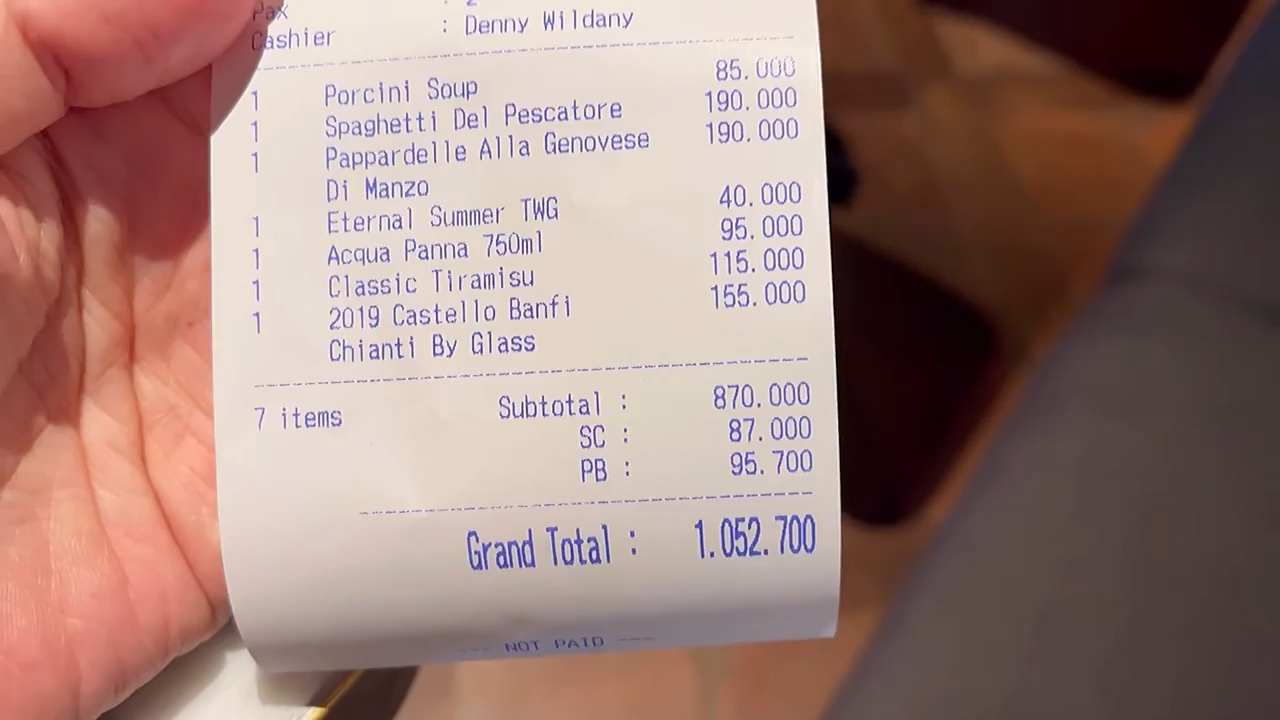 Pax : 2
Cashier : Denny Wildany
1 Porcini Soup 85.000
1 Spaghetti Del Pescatore 190.000
1 Pappardelle Alla Genovese 190.000
Di Manzo
1 Eternal Summer TWG 40.000
1 Acqua Panna 750ml 95.000
1 Classic Tiramisu 115.000
1 2019 Castello Banfi 155.000
Chianti By Glass
7 items Subtotal : 870.000
SC : 87.000
PB : 95.700
Grand Total : 1.052.700
--- NOT PAID ---